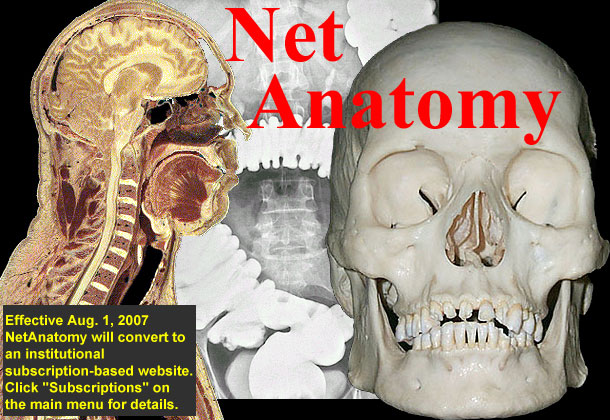 Net
Anatomy
Effective Aug. 1, 2007
NetAnatomy will convert to
an institutional
subscription-based website.
Click "Subscriptions" on
the main menu for details.